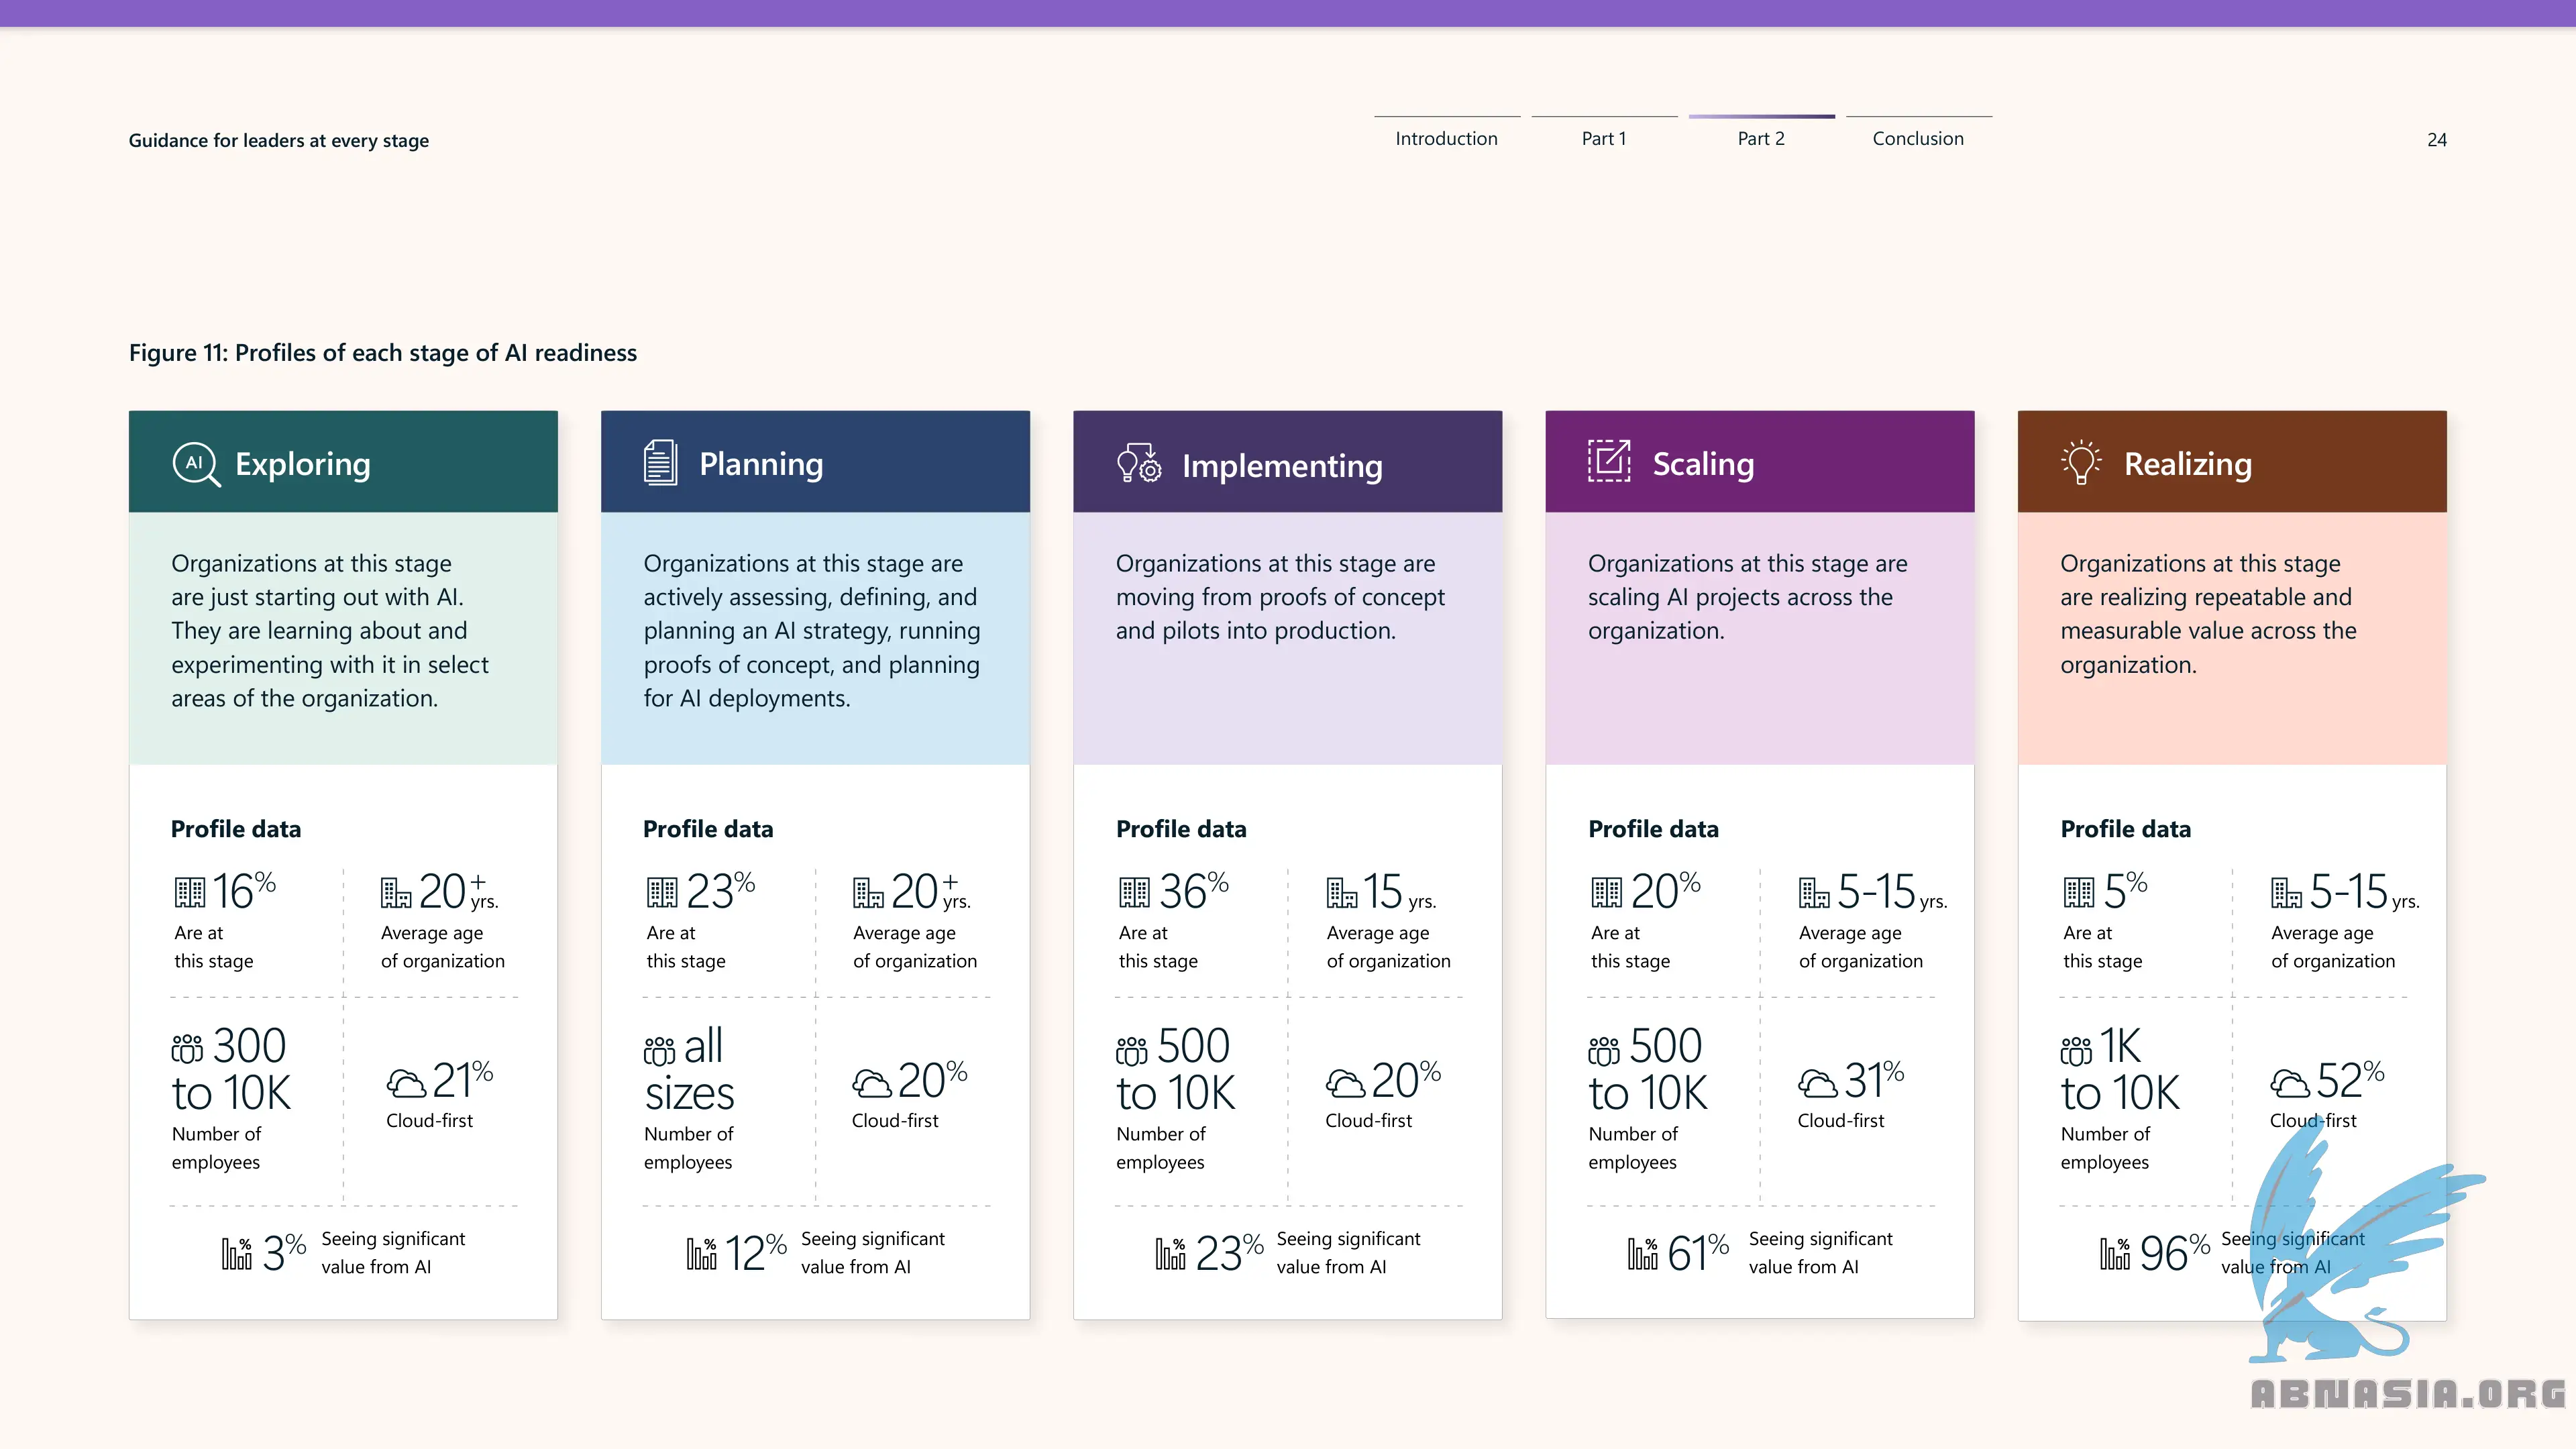 Guidance for leaders at every stage
Introduction
Part 1
Part 2
Conclusion
24
Figure 11: Profiles of each stage of AI readiness
AI
Exploring
Organizations at this stage
are just starting out with AI.
They are learning about and
experimenting with it in select
areas of the organization.
Profile data
16%
Are at
this stage
20+ yrs.
Average age
of organization
300
to 10K
Number of
employees
21%
Cloud-first
%
3%
Seeing significant
value from AI
Planning
Organizations at this stage are
actively assessing, defining, and
planning an AI strategy, running
proofs of concept, and planning
for AI deployments.
Profile data
23%
Are at
this stage
20+ yrs.
Average age
of organization
all
sizes
Number of
employees
20%
Cloud-first
%
12%
Seeing significant
value from AI
Implementing
Organizations at this stage are
moving from proofs of concept
and pilots into production.
Profile data
36%
Are at
this stage
15 yrs.
Average age
of organization
500
to 10K
Number of
employees
20%
Cloud-first
%
23%
Seeing significant
value from AI
Scaling
Organizations at this stage are
scaling AI projects across the
organization.
Profile data
20%
Are at
this stage
5-15 yrs.
Average age
of organization
500
to 10K
Number of
employees
31%
Cloud-first
%
61%
Seeing significant
value from AI
Realizing
Organizations at this stage
are realizing repeatable and
measurable value across the
organization.
Profile data
5%
Are at
this stage
5-15 yrs.
Average age
of organization
1K
to 10K
Number of
employees
52%
Cloud-first
%
96%
Seeing significant
value from AI
ABNASIA.ORG